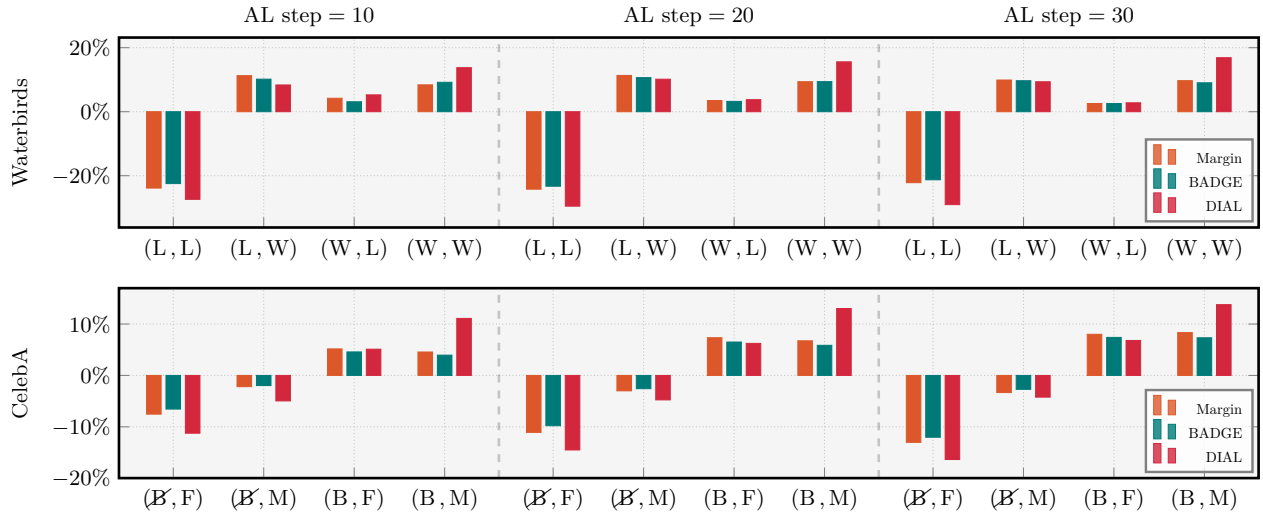 AL step = 10 AL step = 20 AL step = 30
Waterbirds
20%
0%
−20%
Margin
BADGE
DIAL
(L , L) (L , W) (W , L) (W , W) (L , L) (L , W) (W , L) (W , W) (L , L) (L , W) (W , L) (W , W)
CelebA
10%
0%
−10%
−20%
Margin
BADGE
DIAL
(B̸ , F) (B̸ , M) (B , F) (B , M) (B̸ , F) (B̸ , M) (B , F) (B , M) (B̸ , F) (B̸ , M) (B , F) (B , M)